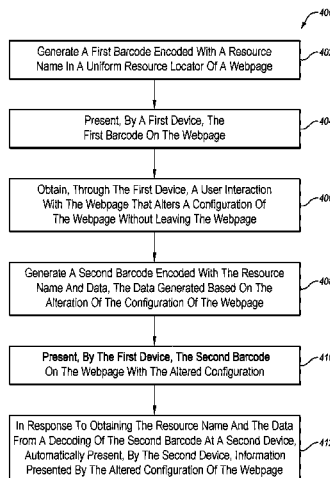 Generate A First Barcode Encoded With A Resource
Name In A Uniform Resource Locator Of A Webpage
Present, By A First Device, The
First Barcode On The Webpage
Obtain, Through The First Device, A User Interaction
With The Webpage That Alters A Configuration Of
The Webpage Without Leaving The Webpage
Generate A Second Barcode Encoded With The Resource
Name And Data, The Data Generated Based On The
Alteration Of The Configuration Of The Webpage
Present, By The First Device, The Second Barcode
On The Webpage With The Altered Configuration
In Response To Obtaining The Resource Name And The Data
From A Decoding Of The Second Barcode At A Second Device,
Automatically Present, By The Second Device, Information
Presented By The Altered Configuration Of The Webpage